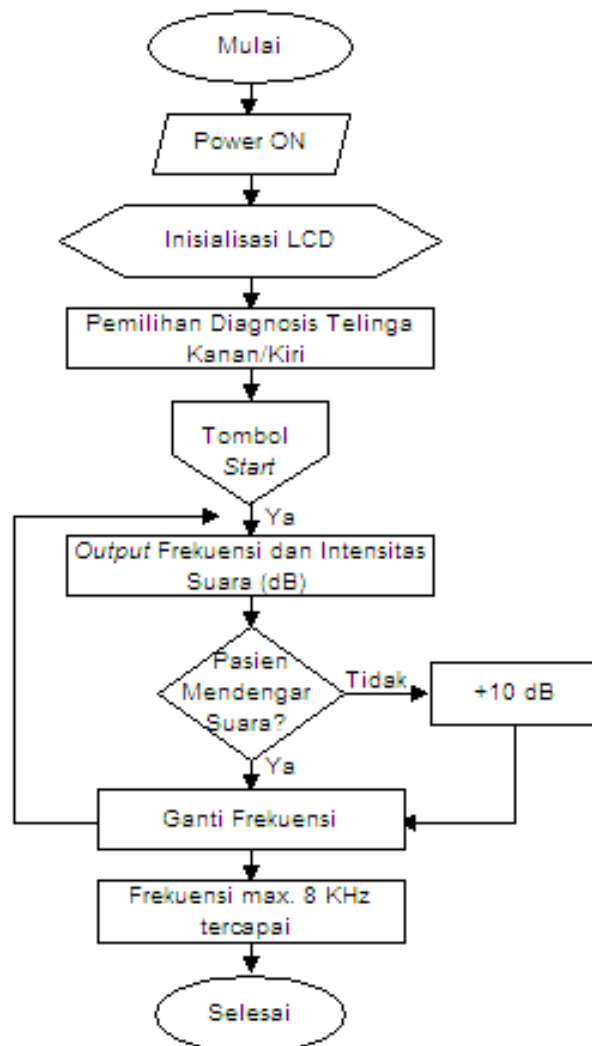 Mulai
Power ON
Inisialisasi LCD
Pemilihan Diagnosis Telinga
Kanan/Kiri
Tombol
Start
Ya
Output Frekuensi dan Intensitas
Suara (dB)
Pasien
Mendengar
Suara?
Tidak
+10 dB
Ya
Ganti Frekuensi
Frekuensi max. 8 KHz
tercapai
Selesai